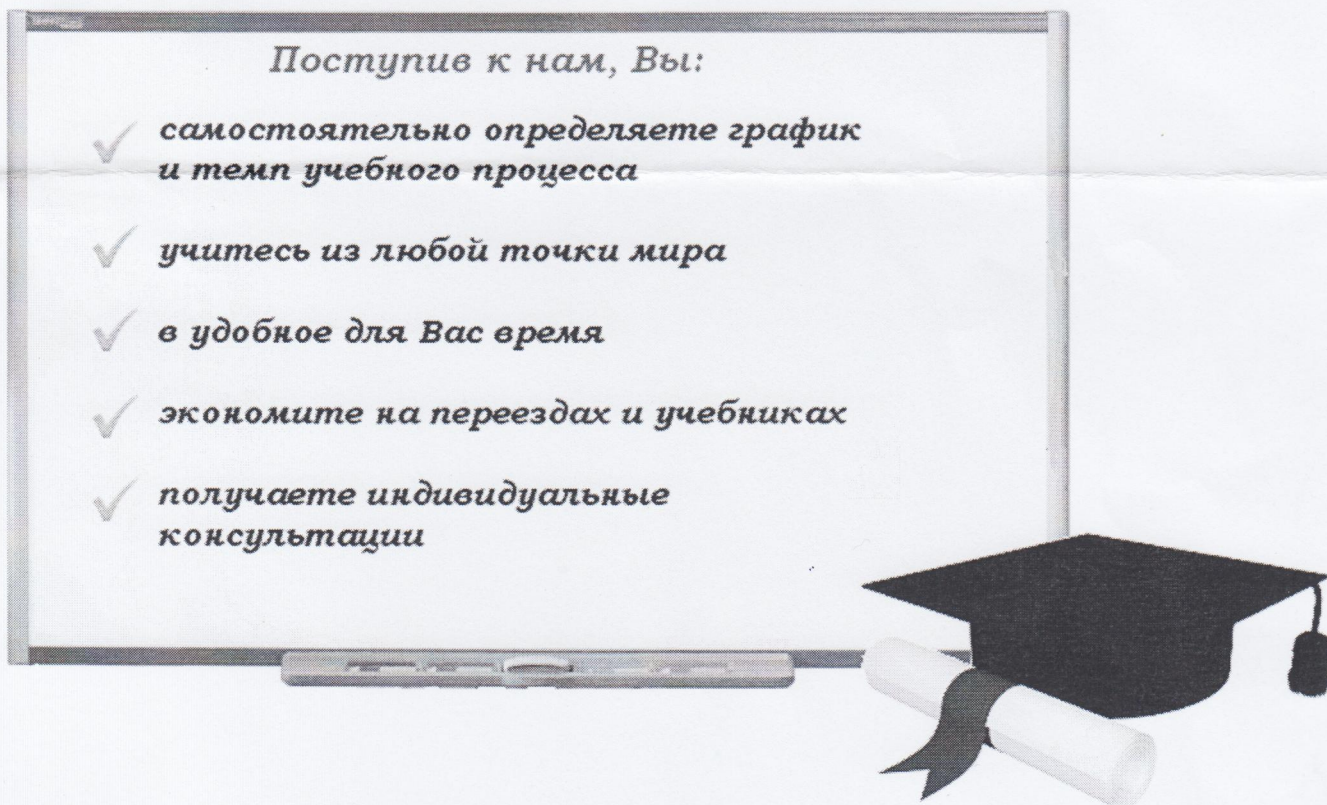 Поступив к нам, Вы:
самостоятельно определяете график
и темп учебного процесса
учитесь из любой точки мира
в удобное для Вас время
экономите на переездах и учебниках
получаете индивидуальные
консультации